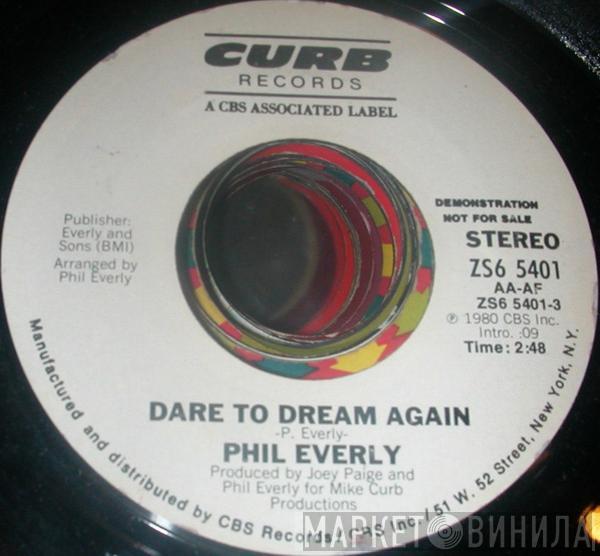 CURB
RECORDS
A CBS ASSOCIATED LABEL
Publisher:
Everly and
Sons (BMI)
Arranged by
Phil Everly
DEMONSTRATION
NOT FOR SALE
STEREO
ZS6 5401
AA-AF
ZS6 5401-3
℗ 1980 CBS Inc.
Intro. :09
Time: 2:48
DARE TO DREAM AGAIN
-P. Everly-
PHIL EVERLY
Produced by Joey Paige and
Phil Everly for Mike Curb
Productions
Manufactured and distributed by CBS Records/ CBS Inc./ 51 W. 52 Street, New York, N.Y.
МАРКЕТ ВИНИЛА